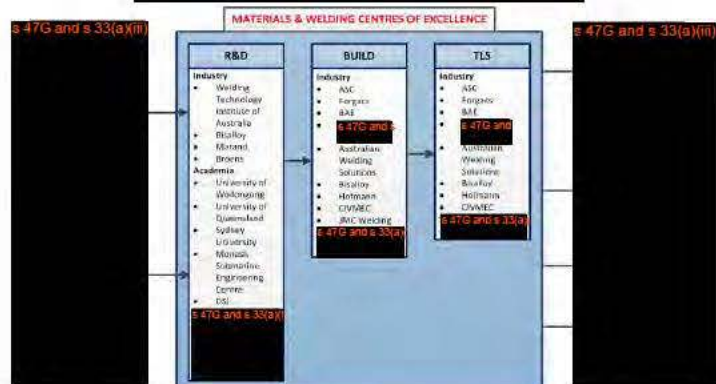 MATERIALS & WELDING CENTRES OF EXCELLENCE
s 47G and s 33(a)(iii)
R&D
Industry
• Welding
Technology
Institute of
Australia
• Bisalloy
• Marand
• Broens
Academia
• University of
Wollongong
• University of
Queensland
• Sydney
University
• Monash
Submarine
Engineering
Centre
s 47G and s 33(a)(
BUILD
Industry
• ASC
• Forgacs
• BAE
• s 47G and s
• Australian
Welding
Solutions
• Bisalloy
• Hofmann
• CIVMEC
• JMC Welding
s 47G and s 33(a)
TLS
Industry
• ASC
• Forgacs
• BAE
• s 47G and
• Australian
Welding
Solutions
• Bisalloy
• Hofmann
• CIVMEC
s 47G and s 33(a)
s 47G and s 33(a)(iii)